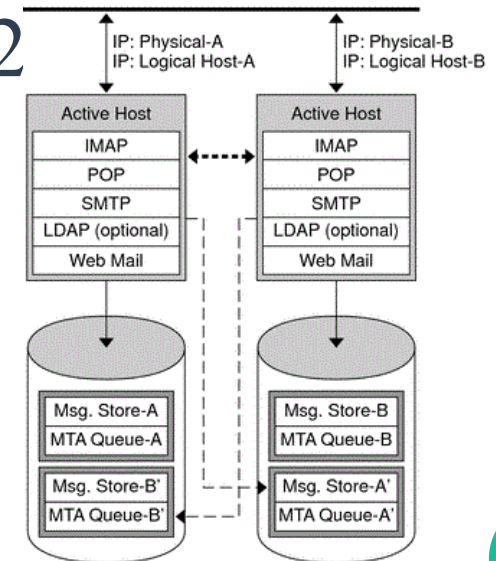 2
IP: Physical-A
IP: Logical Host-A
IP: Physical-B
IP: Logical Host-B
Active Host
IMAP
POP
SMTP
LDAP (optional)
Web Mail
Active Host
IMAP
POP
SMTP
LDAP (optional)
Web Mail
Msg. Store-A
MTA Queue-A
Msg. Store-B'
MTA Queue-B'
Msg. Store-B
MTA Queue-B
Msg. Store-A'
MTA Queue-A'